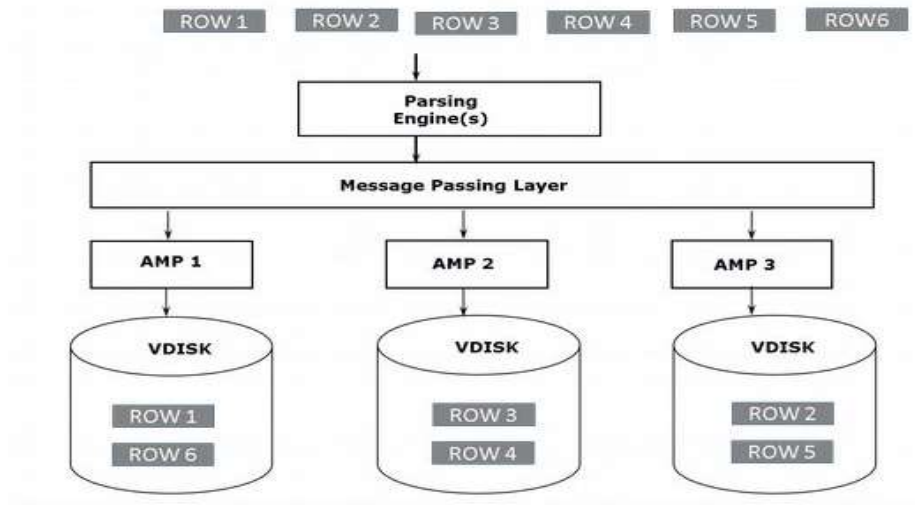 ROW 1 ROW 2 ROW 3 ROW 4 ROW 5 ROW6
Parsing
Engine(s)
Message Passing Layer
AMP 1 AMP 2 AMP 3
VDISK VDISK VDISK
ROW 1 ROW 3 ROW 2
ROW 6 ROW 4 ROW 5